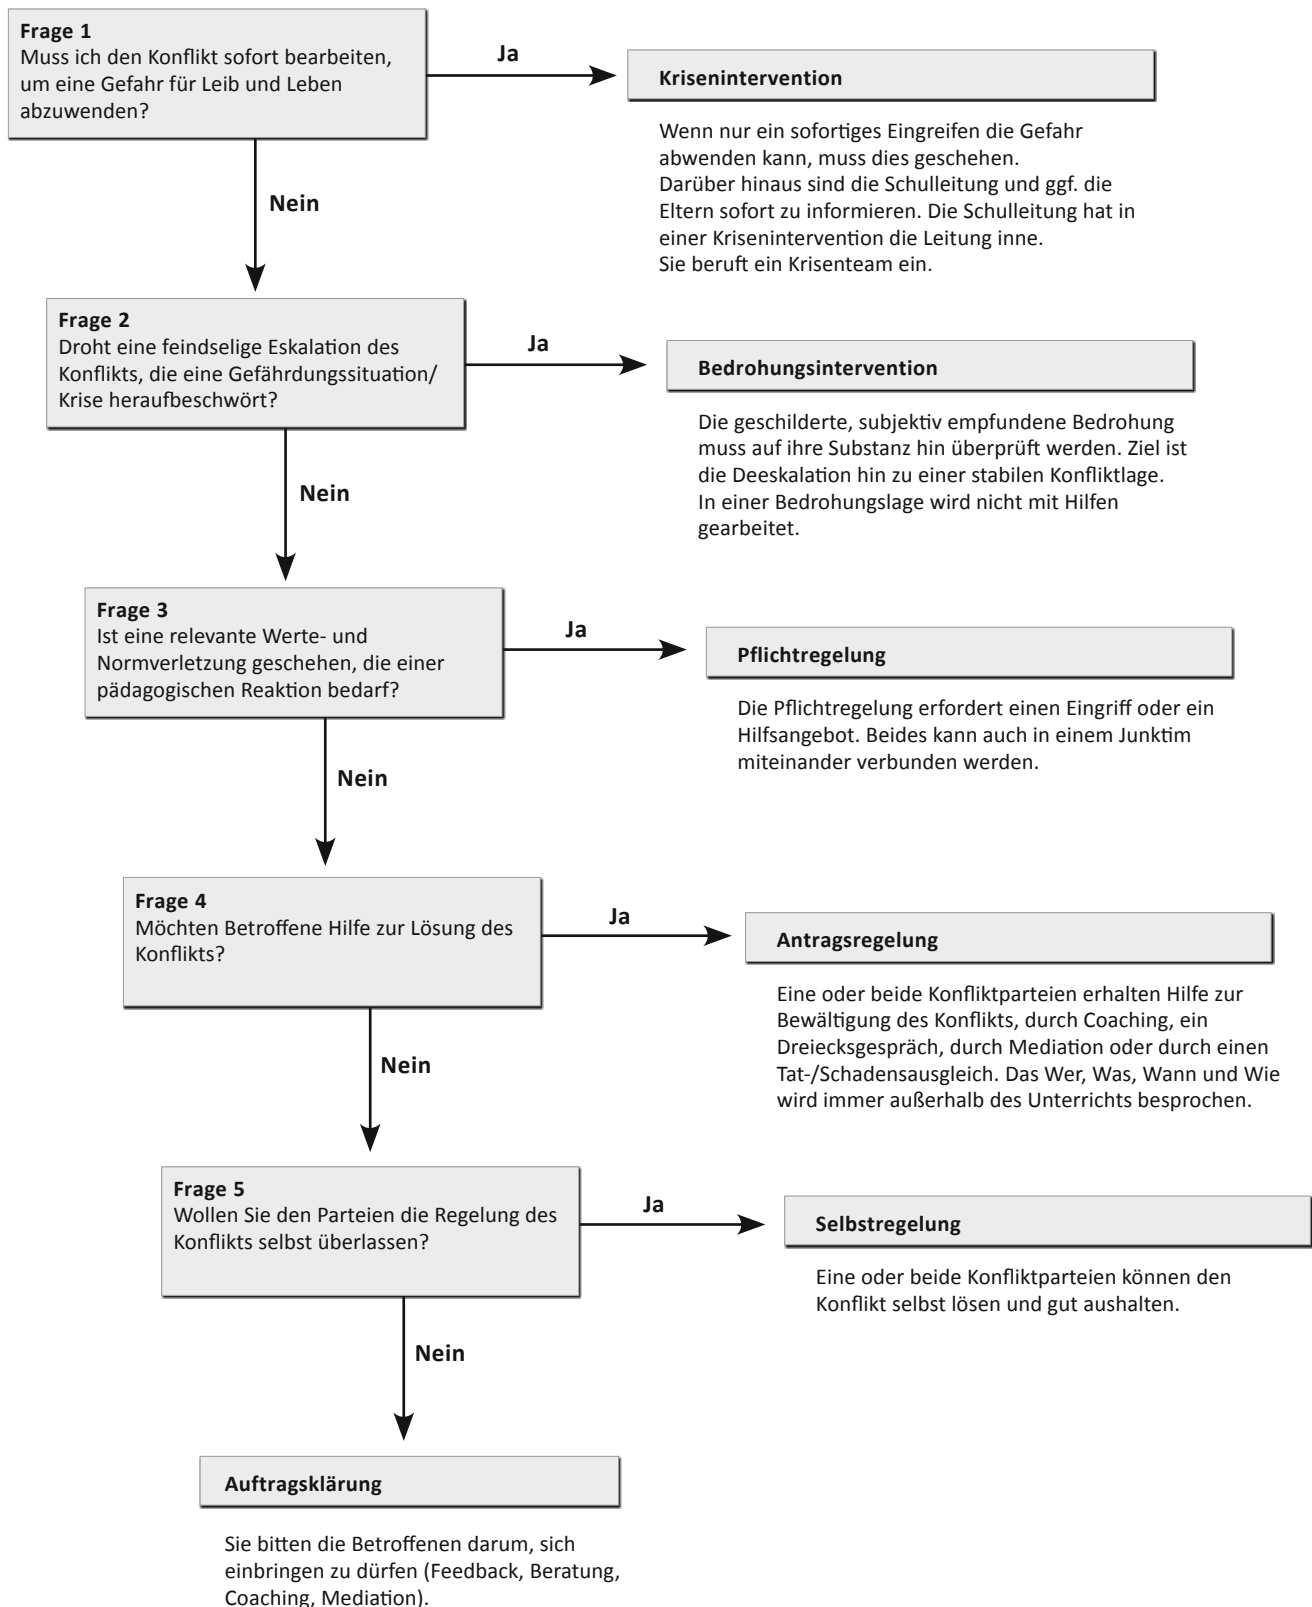 Frage 1
Muss ich den Konflikt sofort bearbeiten,
um eine Gefahr für Leib und Leben
abzuwenden?
Ja
Krisenintervention
Wenn nur ein sofortiges Eingreifen die Gefahr
abwenden kann, muss dies geschehen.
Darüber hinaus sind die Schulleitung und ggf. die
Eltern sofort zu informieren. Die Schulleitung hat in
einer Krisenintervention die Leitung inne.
Sie beruft ein Krisenteam ein.
Nein
Frage 2
Droht eine feindselige Eskalation des
Konflikts, die eine Gefährdungssituation/
Krise heraufbeschwört?
Ja
Bedrohungsintervention
Die geschilderte, subjektiv empfundene Bedrohung
muss auf ihre Substanz hin überprüft werden. Ziel ist
die Deeskalation hin zu einer stabilen Konfliktlage.
In einer Bedrohungslage wird nicht mit Hilfen
gearbeitet.
Nein
Frage 3
Ist eine relevante Werte- und
Normverletzung geschehen, die einer
pädagogischen Reaktion bedarf?
Ja
Pflichtregelung
Die Pflichtregelung erfordert einen Eingriff oder ein
Hilfsangebot. Beides kann auch in einem Junktim
miteinander verbunden werden.
Nein
Frage 4
Möchten Betroffene Hilfe zur Lösung des
Konflikts?
Ja
Antragsregelung
Eine oder beide Konfliktparteien erhalten Hilfe zur
Bewältigung des Konflikts, durch Coaching, ein
Dreiecksgespräch, durch Mediation oder durch einen
Tat-/Schadensausgleich. Das Wer, Was, Wann und Wie
wird immer außerhalb des Unterrichts besprochen.
Nein
Frage 5
Wollen Sie den Parteien die Regelung des
Konflikts selbst überlassen?
Ja
Selbstregelung
Eine oder beide Konfliktparteien können den
Konflikt selbst lösen und gut aushalten.
Nein
Auftragsklärung
Sie bitten die Betroffenen darum, sich
einbringen zu dürfen (Feedback, Beratung,
Coaching, Mediation).